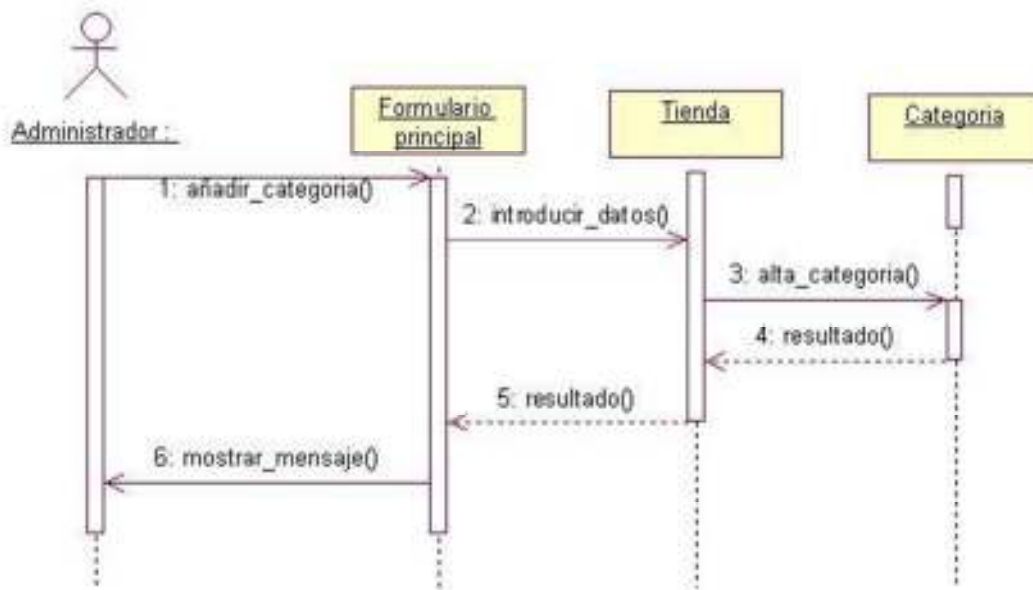 Administrador :
Formulario
principal
Tienda
Categoria
1: añadir_categoria()
2: introducir_datos()
3: alta_categoria()
4: resultado()
5: resultado()
6: mostrar_mensaje()